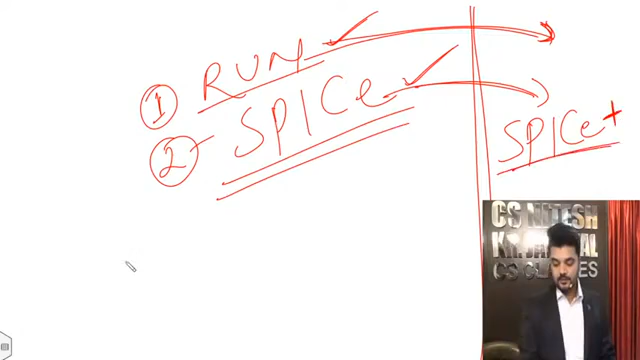 ① RUN ✓
② SPICe ✓
SPICe+
CS NITESH
CS CLASSES